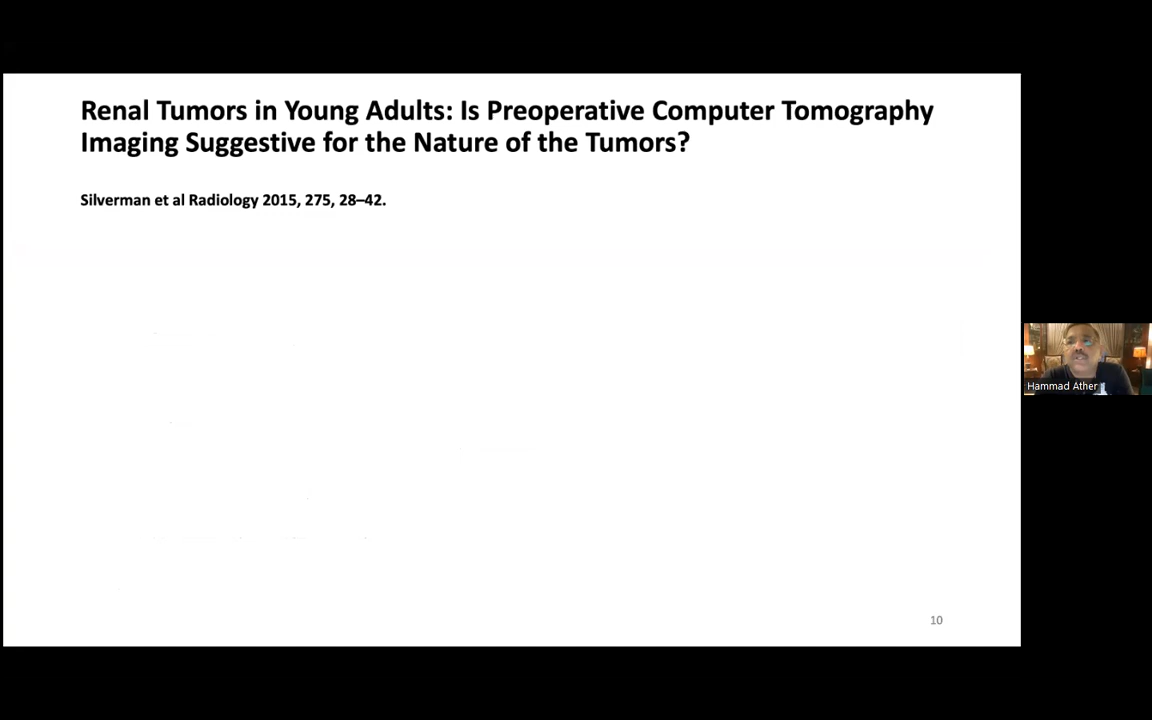 Renal Tumors in Young Adults: Is Preoperative Computer Tomography
Imaging Suggestive for the Nature of the Tumors?
Silverman et al Radiology 2015, 275, 28–42.
Hammad Ather
10